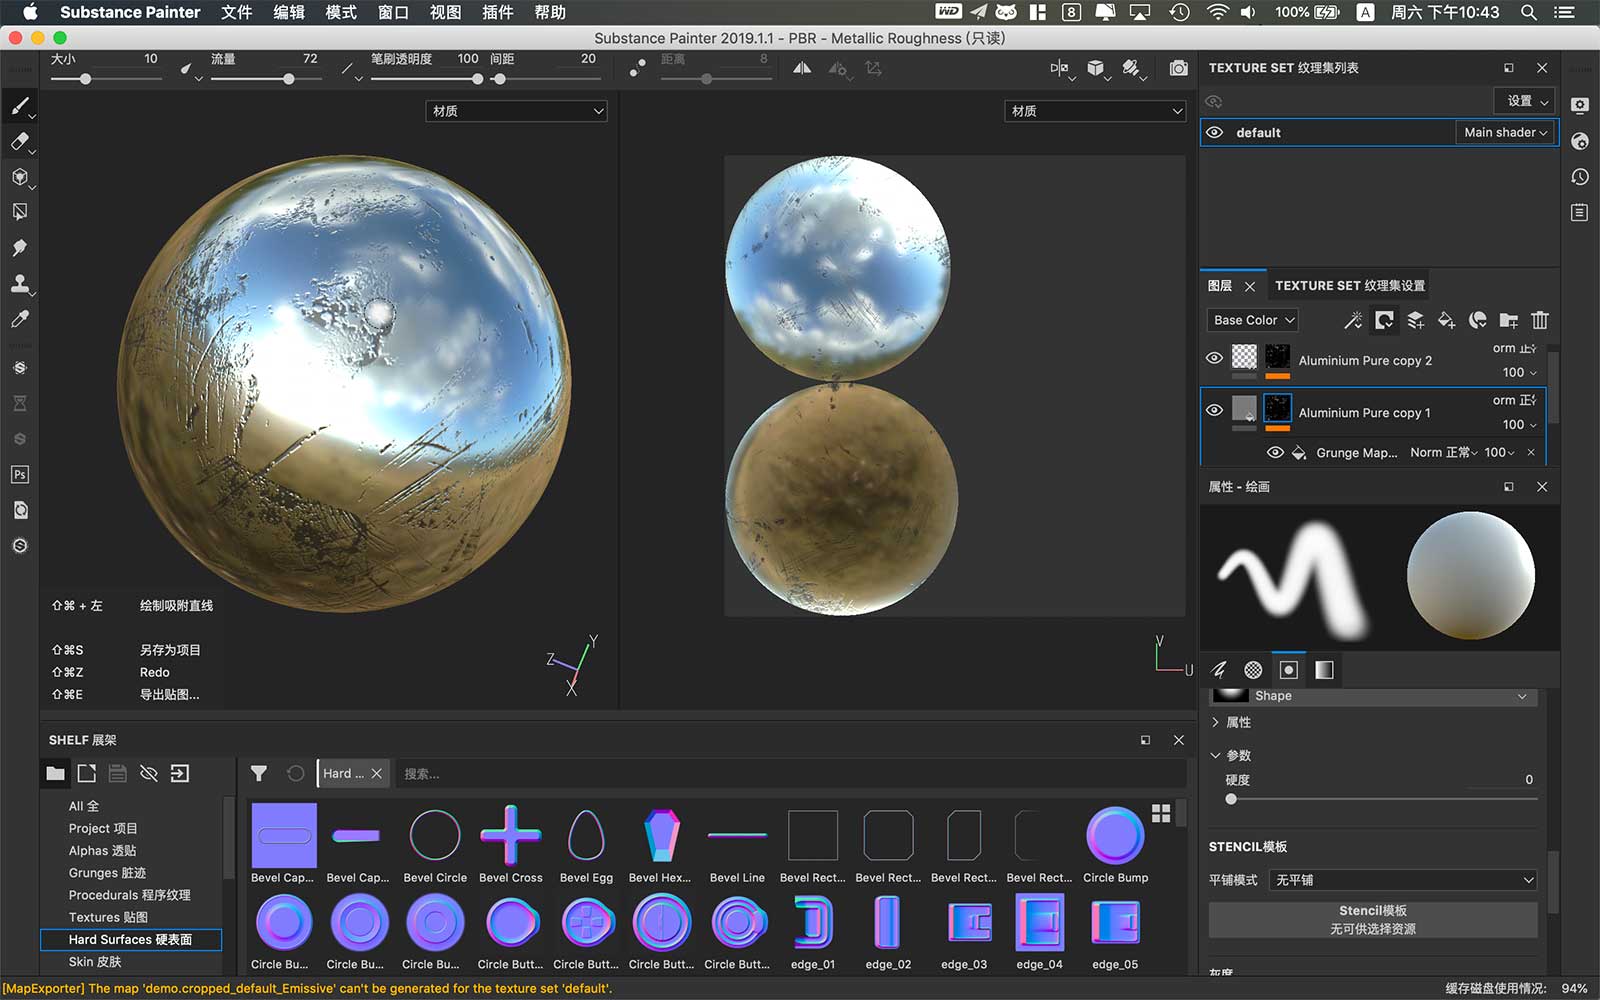 Substance Painter 文件 编辑 模式 窗口 视图 插件 帮助
WD 8 100% A 周六 下午10:43
Substance Painter 2019.1.1 - PBR - Metallic Roughness (只读)
大小 10 流量 72 笔刷透明度 100 间距 20 距离 8
材质
材质
Y
Z
X
V
U
⇧⌘ + 左 绘制吸附直线
⇧⌘S 另存为项目
⇧⌘Z Redo
⇧⌘E 导出贴图...
TEXTURE SET 纹理集列表
设置
default Main shader
图层 TEXTURE SET 纹理集设置
Base Color
Aluminium Pure copy 2
orm 正
100
Aluminium Pure copy 1
orm 正
100
Grunge Map... Norm 正常 100
属性 - 绘画
Shape
属性
参数
硬度 0
STENCIL模板
平铺模式 无平铺
Stencil模板
无可供选择资源
灰度
Ps
SHELF 展架
Hard ... 搜索...
All 全
Project 项目
Alphas 透贴
Grunges 脏迹
Procedurals 程序纹理
Textures 贴图
Hard Surfaces 硬表面
Skin 皮肤
Bevel Cap... Bevel Cap... Bevel Circle Bevel Cross Bevel Egg Bevel Hex... Bevel Line Bevel Rect... Bevel Rect... Bevel Rect... Bevel Rect... Circle Bump
Circle Bu... Circle Bu... Circle Bu... Circle Butt... Circle Butt... Circle Butt... Circle Butt... edge_01 edge_02 edge_03 edge_04 edge_05
[MapExporter] The map 'demo.cropped_default_Emissive' can't be generated for the texture set 'default'.
缓存磁盘使用情况: 94%